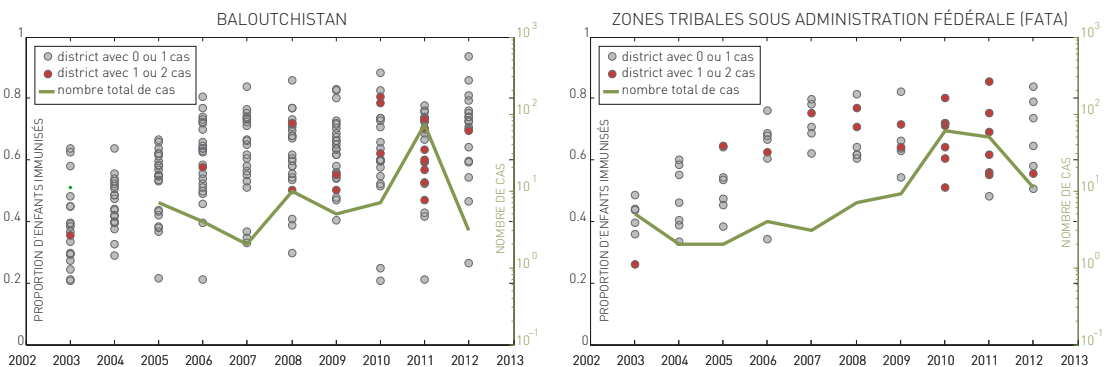 BALOUTCHISTAN
1
0.8
0.6
0.4
0.2
0
PROPORTION D'ENFANTS IMMUNISÉS
district avec 0 ou 1 cas
district avec 1 ou 2 cas
nombre total de cas
10³
10²
10¹
10⁰
10⁻¹
NOMBRE DE CAS
2002 2003 2004 2005 2006 2007 2008 2009 2010 2011 2012 2013
ZONES TRIBALES SOUS ADMINISTRATION FÉDÉRALE (FATA)
1
0.8
0.6
0.4
0.2
0
PROPORTION D'ENFANTS IMMUNISÉS
district avec 0 ou 1 cas
district avec 1 ou 2 cas
nombre total de cas
10³
10²
10¹
10⁰
10⁻¹
NOMBRE DE CAS
2002 2003 2004 2005 2006 2007 2008 2009 2010 2011 2012 2013